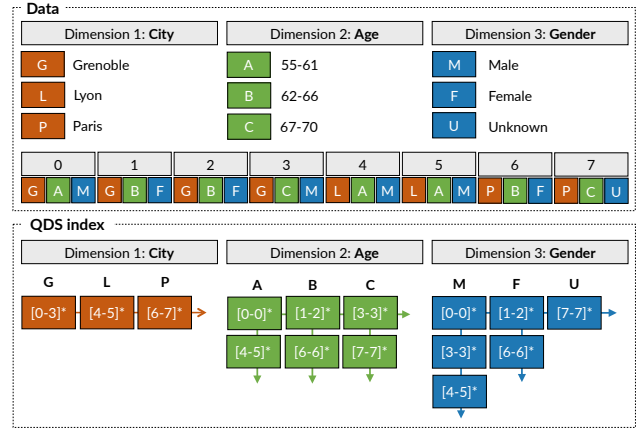 Data
Dimension 1: City Dimension 2: Age Dimension 3: Gender
G Grenoble A 55-61 M Male
L Lyon B 62-66 F Female
P Paris C 67-70 U Unknown
0 1 2 3 4 5 6 7
G A M G B F G B F G C M L A M L A M P B F P C U
QDS index
Dimension 1: City Dimension 2: Age Dimension 3: Gender
G L P A B C M F U
[0-3]* [4-5]* [6-7]* [0-0]* [1-2]* [3-3]* [0-0]* [1-2]* [7-7]*
[4-5]* [6-6]* [7-7]* [3-3]* [6-6]*
[4-5]*